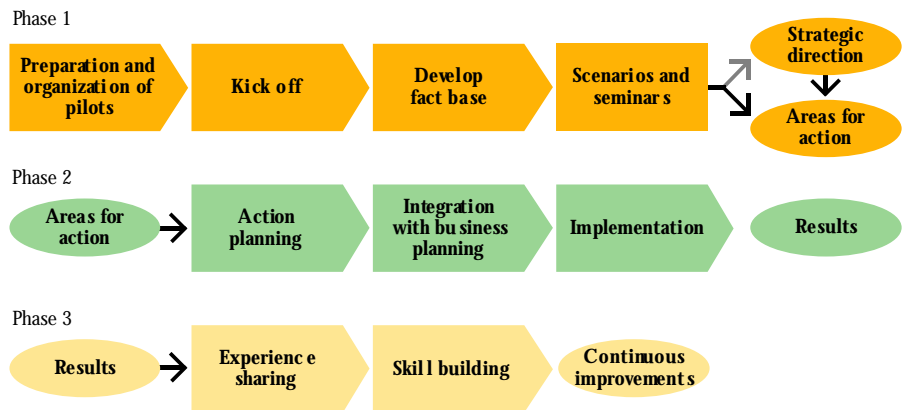 Phase 1
Preparation and
organization of
pilots
Kick off
Develop
fact base
Scenarios and
seminars
Strategic
direction
Areas for
action
Phase 2
Areas for
action
Action
planning
Integration
with business
planning
Implementation
Results
Phase 3
Results
Experience
sharing
Skill building
Continuous
improvements